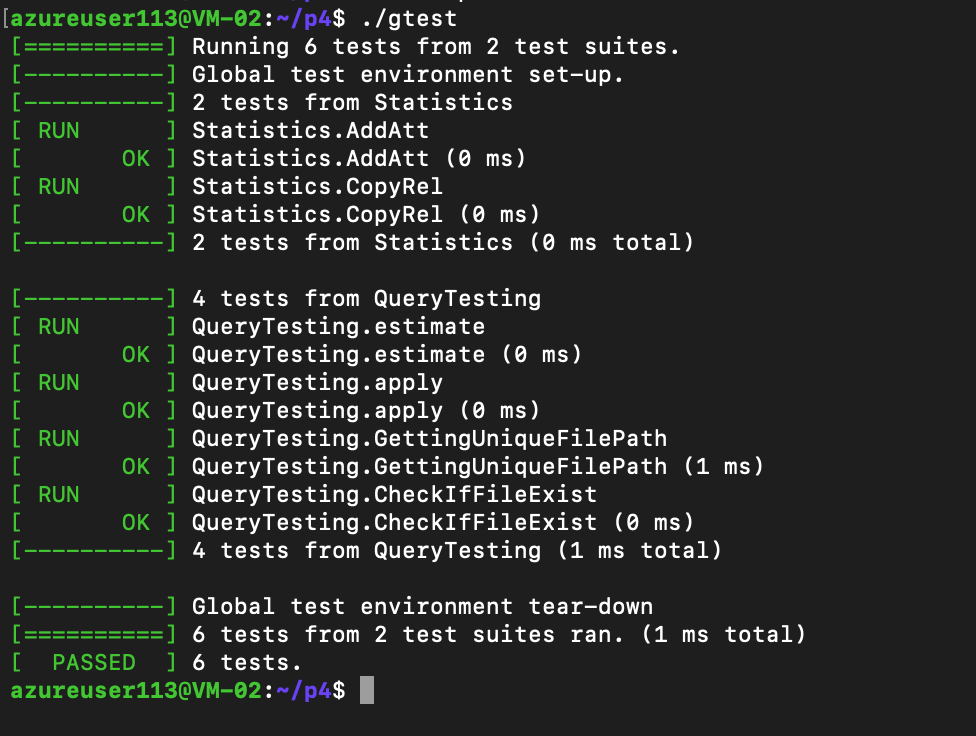 [azureuser113@VM-02:~/p4$ ./gtest
[==========] Running 6 tests from 2 test suites.
[----------] Global test environment set-up.
[----------] 2 tests from Statistics
[ RUN      ] Statistics.AddAtt
[       OK ] Statistics.AddAtt (0 ms)
[ RUN      ] Statistics.CopyRel
[       OK ] Statistics.CopyRel (0 ms)
[----------] 2 tests from Statistics (0 ms total)

[----------] 4 tests from QueryTesting
[ RUN      ] QueryTesting.estimate
[       OK ] QueryTesting.estimate (0 ms)
[ RUN      ] QueryTesting.apply
[       OK ] QueryTesting.apply (0 ms)
[ RUN      ] QueryTesting.GettingUniqueFilePath
[       OK ] QueryTesting.GettingUniqueFilePath (1 ms)
[ RUN      ] QueryTesting.CheckIfFileExist
[       OK ] QueryTesting.CheckIfFileExist (0 ms)
[----------] 4 tests from QueryTesting (1 ms total)

[----------] Global test environment tear-down
[==========] 6 tests from 2 test suites ran. (1 ms total)
[  PASSED  ] 6 tests.
azureuser113@VM-02:~/p4$